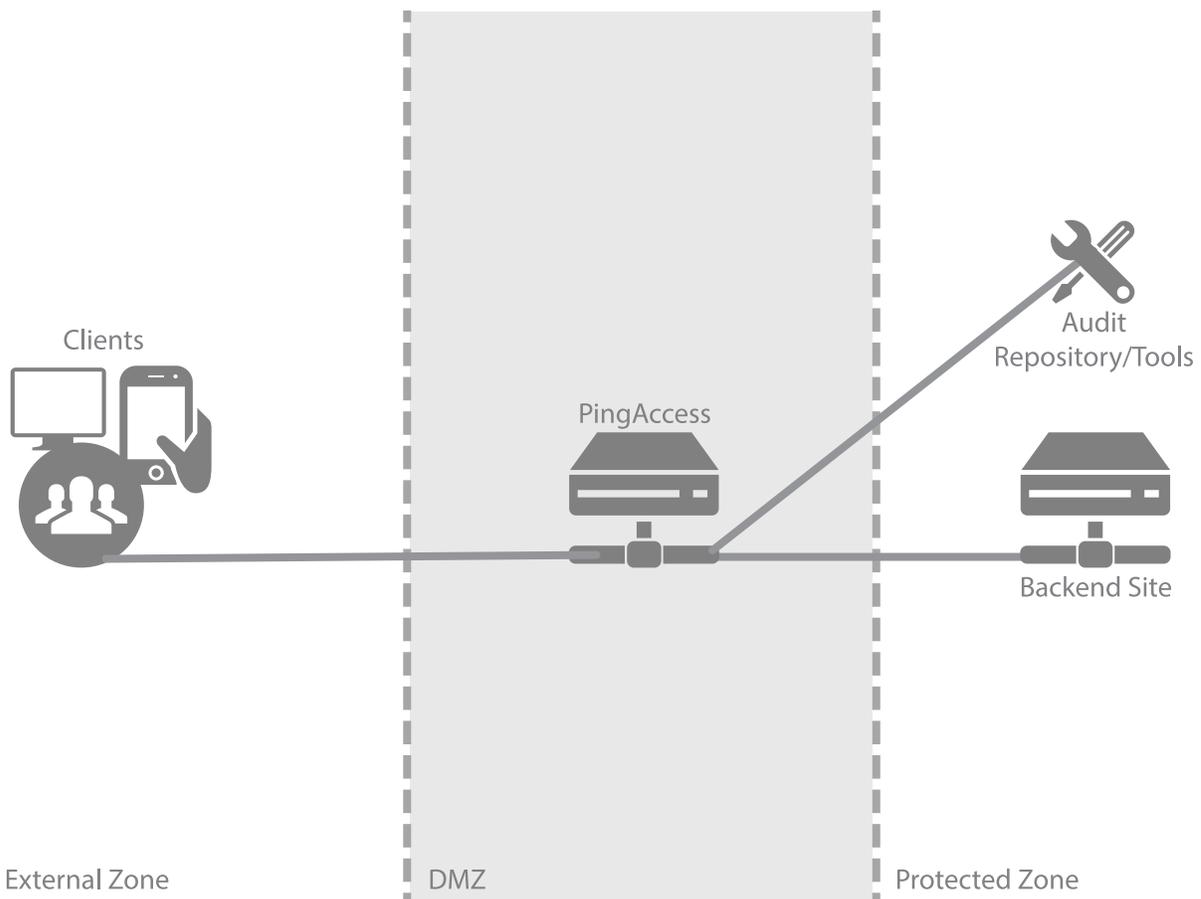 Clients
PingAccess
Audit
Repository/Tools
Backend Site
External Zone
DMZ
Protected Zone